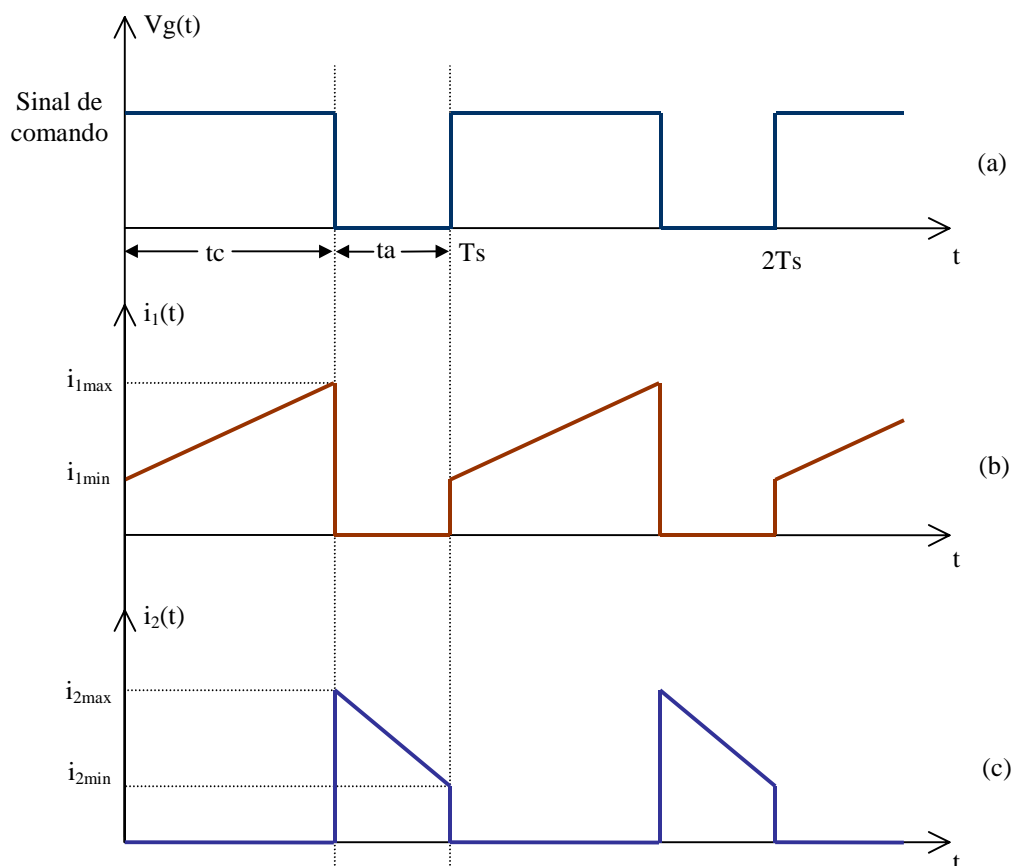 Vg(t)
Sinal de
comando
(a)
tc
ta
Ts
2Ts
t
i1(t)
i1max
i1min
(b)
t
i2(t)
i2max
i2min
(c)
t